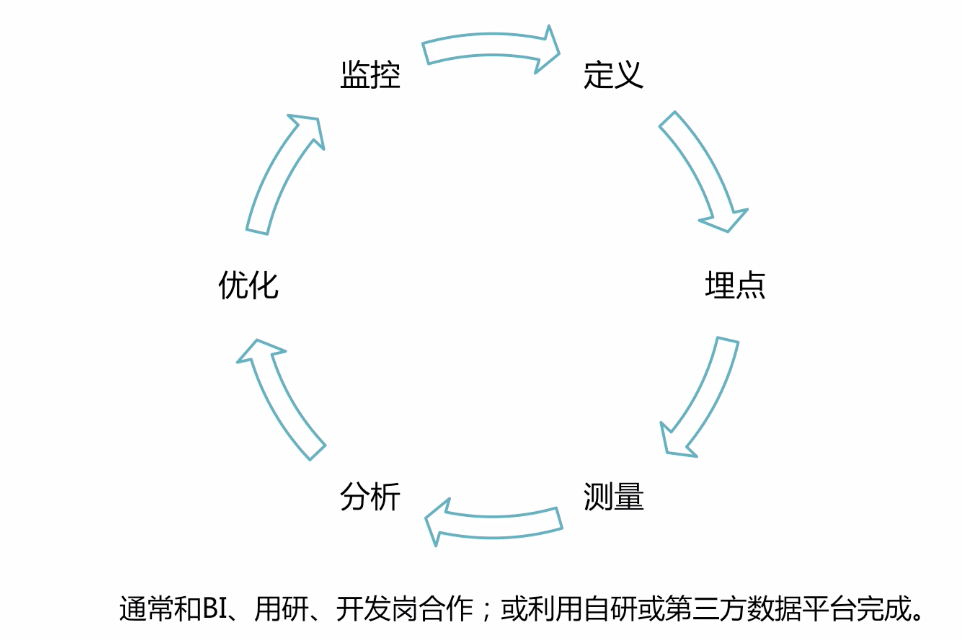 监控
定义
优化
埋点
分析
测量
通常和BI、用研、开发岗合作；或利用自研或第三方数据平台完成。